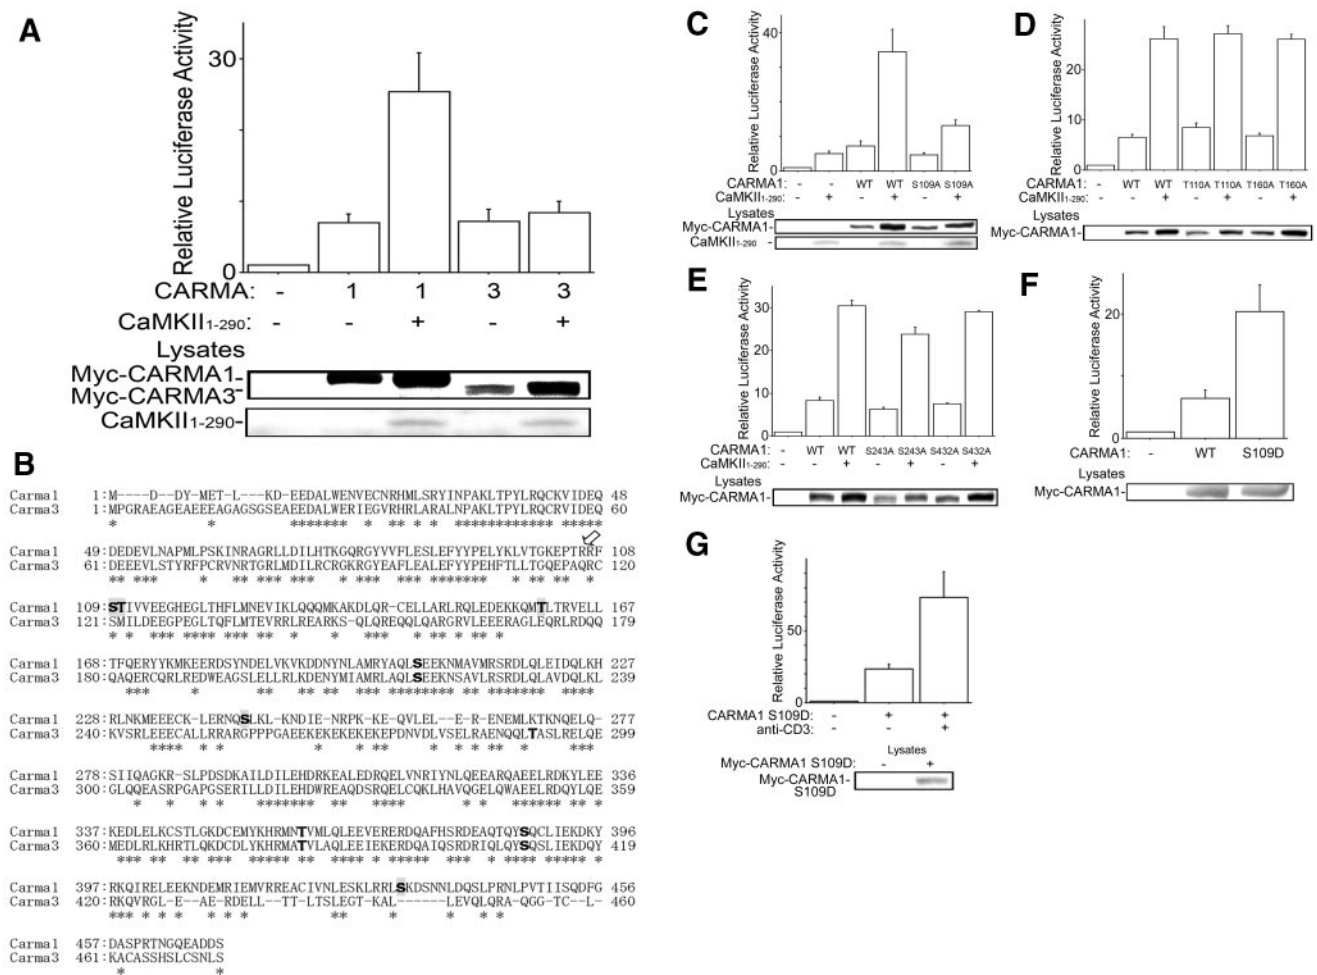 A
Relative Luciferase Activity
30
0
CARMA: - 1 1 3 3
CaMKII1-290: - - + - +
Lysates
Myc-CARMA1-
Myc-CARMA3-
CaMKII1-290-
B
Carma1 1:M----D--DY-MET-L---KD-EEDALWENVECNRHMLSRYINPAKLTPYLRQCKVIDEQ 48
Carma3 1:MPGRAEAGEAEEAGAGSGSEAEEDALWERIEGVRHRLARALNPAKLTPYLRQCRVIDEQ 60
* * ******* * ** * * ************ ******
Carma1 49:DEDEVLNAPMLPSKINRAGRLLDILHTKGQRGYVVFLESLEFYYPELYKLVTGKEPTRRF 108
Carma3 61:DEEEVLSTYRFPCRVNRTGRLMDILRCRGKRGYEAFLEALEFYYPEHFTLLTGQEPAQRC 120
** *** * ** *** *** * *** *** ******* * ** ** *
Carma1 109:STIVVEEGHEGLTHFLMNEVIKLQQQMKAKDLQR-CELLARLRQLEDEKKQMTLTRVELL 167
Carma3 121:SMILDEEGPEGLTQFLMTEVRRLREARKS-QLQREQQLQARGRVLEEERAGLEQRLRDQQ 179
* * *** **** *** ** * * *** * ** * ** * *
Carma1 168:TFQERYYKMKEERDSYNDELVKVKDDNYNLAMRYAQLSEEKNMAVMRSRDLQLEIDQLKH 227
Carma3 180:QAQERCQRLREDWEAGSLELLRLKDENYMIAMRLAQLSEEKNSAVLRSRDLQLAVDQLKL 239
*** * ** ** ** *** ******** ** ******* ****
Carma1 228:RLNKMEEECK-LERNQSLKL-KNDIE-NRPK-KE-QVLEL--E-R-ENEMLKTKNQELQ- 277
Carma3 240:KVSRLEEECALLRRARGPPPGAEEKEKEKEKEKEPDNVDLVSELRAENQQLTASLRELQE 299
**** * * * * * ** * * * ** * ***
Carma1 278:SIIQAGKR-SLPDSDKAILDILEHDRKEALEDRQELVNRIYNLQEEARQAEELRDKYLEE 336
Carma3 300:GLQQEASRPGAPGSERILLDILEHDWREAQDSRQELCQKLHAVQGELQWAEELRDQYLQE 359
* * * * ******* ** **** * * ****** ** *
Carma1 337:KEDLELKCSTLGKDCEMYKHRMNTVMLQLEEVERERDQAFHSRDEAQTQYSQCLIEKDKY 396
Carma3 360:MEDLRLKHRTLQKDCDLYKHRMATVLAQLEEIEKERDQAIQSRDRIQLQYSQSLIEKDQY 419
*** ** ** *** ***** ** **** * ***** *** * **** ***** *
Carma1 397:RKQIRELEEKNDEMRIEMVRREACIVNLESKLRRLSKDSNNLDQSLPRNLPVTIISQDFG 456
Carma3 420:RKQVRGL-E--AE-RDELL--TT-LTSLEGT-KAL------LEVQLQRA-QGG-TC--L- 460
*** * * * * * ** * * * *
Carma1 457:DASPRTNGQEADDS
Carma3 461:KACASSHSLCSNLS
* *
C
Relative Luciferase Activity
40
0
CARMA1: - - WT WT S109A S109A
CaMKII1-290: - + - + - +
Lysates
Myc-CARMA1-
CaMKII1-290 -
D
Relative Luciferase Activity
20
10
0
CARMA1: - WT WT T110A T110A T160A T160A
CaMKII1-290: - - + - + - +
Lysates
Myc-CARMA1-
E
Relative Luciferase Activity
30
20
10
0
CARMA1: - WT WT S243A S243A S432A S432A
CaMKII1-290: - - + - + - +
Lysates
Myc-CARMA1-
F
Relative Luciferase Activity
20
0
CARMA1: - WT S109D
Lysates
Myc-CARMA1-
G
Relative Luciferase Activity
50
0
CARMA1 S109D: - + +
anti-CD3: - - +
Lysates
Myc-CARMA1 S109D: - +
Myc-CARMA1-
S109D